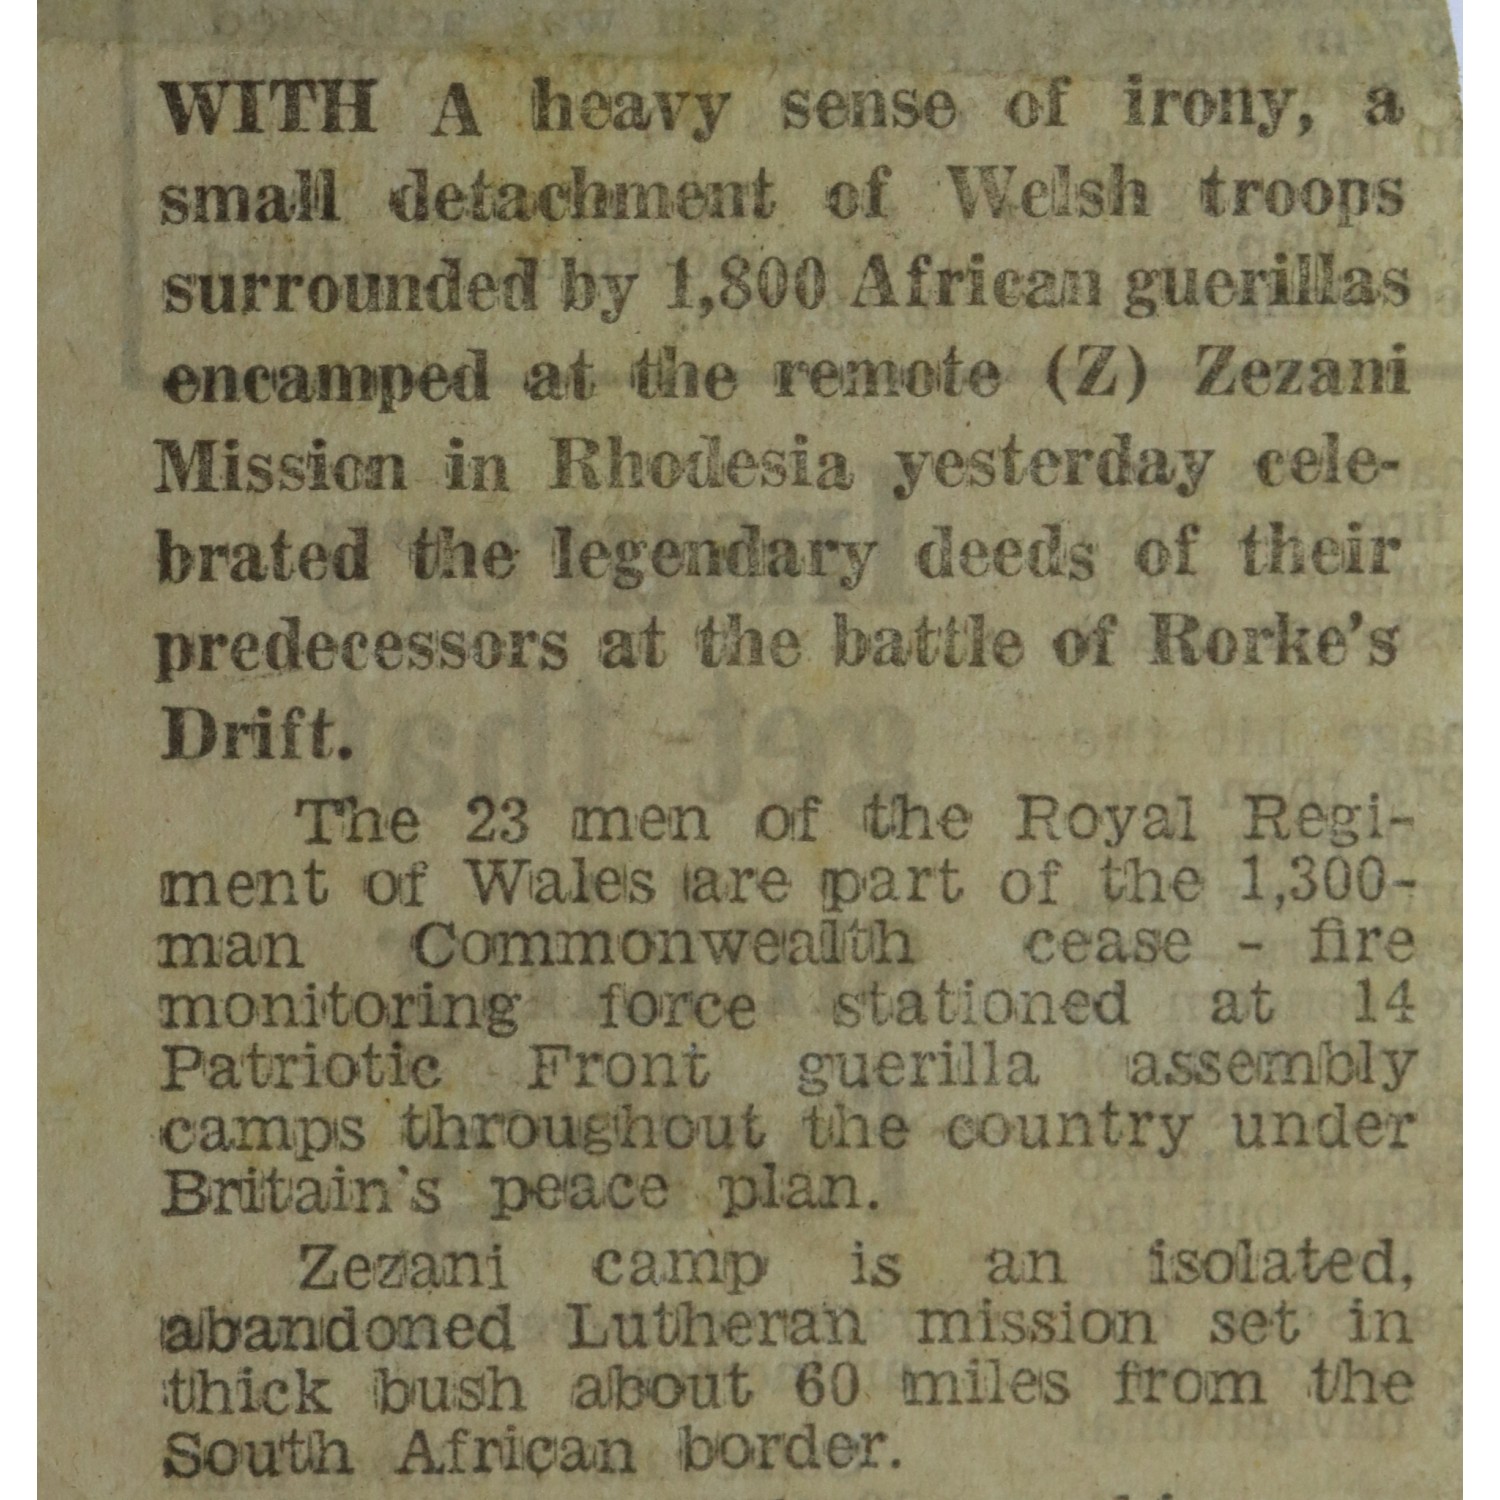 WITH A heavy sense of irony, a
small detachment of Welsh troops
surrounded by 1,800 African guerillas
encamped at the remote (Z) Zezani
Mission in Rhodesia yesterday cele-
brated the legendary deeds of their
predecessors at the battle of Rorke's
Drift.
The 23 men of the Royal Regi-
ment of Wales are part of the 1,300-
man Commonwealth cease - fire
monitoring force stationed at 14
Patriotic Front guerilla assembly
camps throughout the country under
Britain's peace plan.
Zezani camp is an isolated,
abandoned Lutheran mission set in
thick bush about 60 miles from the
South African border.